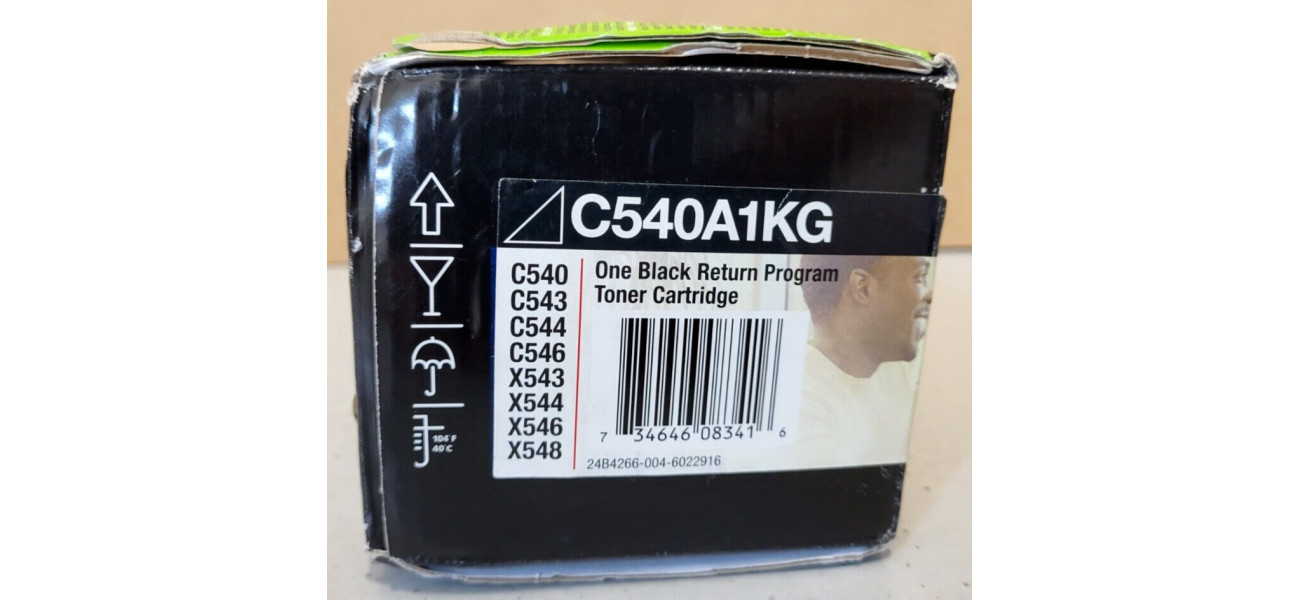 C540A1KG
C540
C543
C544
C546
X543
X544
X546
X548
One Black Return Program
Toner Cartridge
7 34646 08341 6
24B4266-004-6022916
104°F
40°C